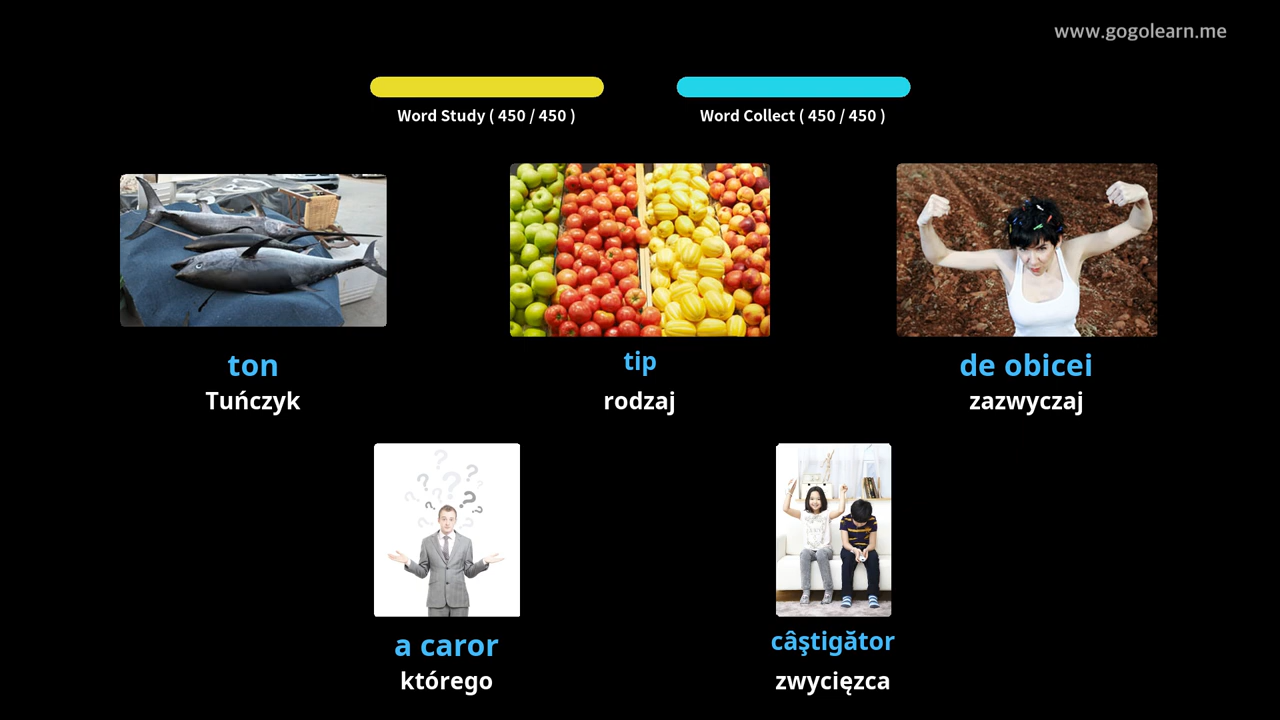 www.gogolearn.me
Word Study ( 450 / 450 )
Word Collect ( 450 / 450 )
ton
Tuńczyk
tip
rodzaj
de obicei
zazwyczaj
a caror
którego
câştigător
zwycięzca